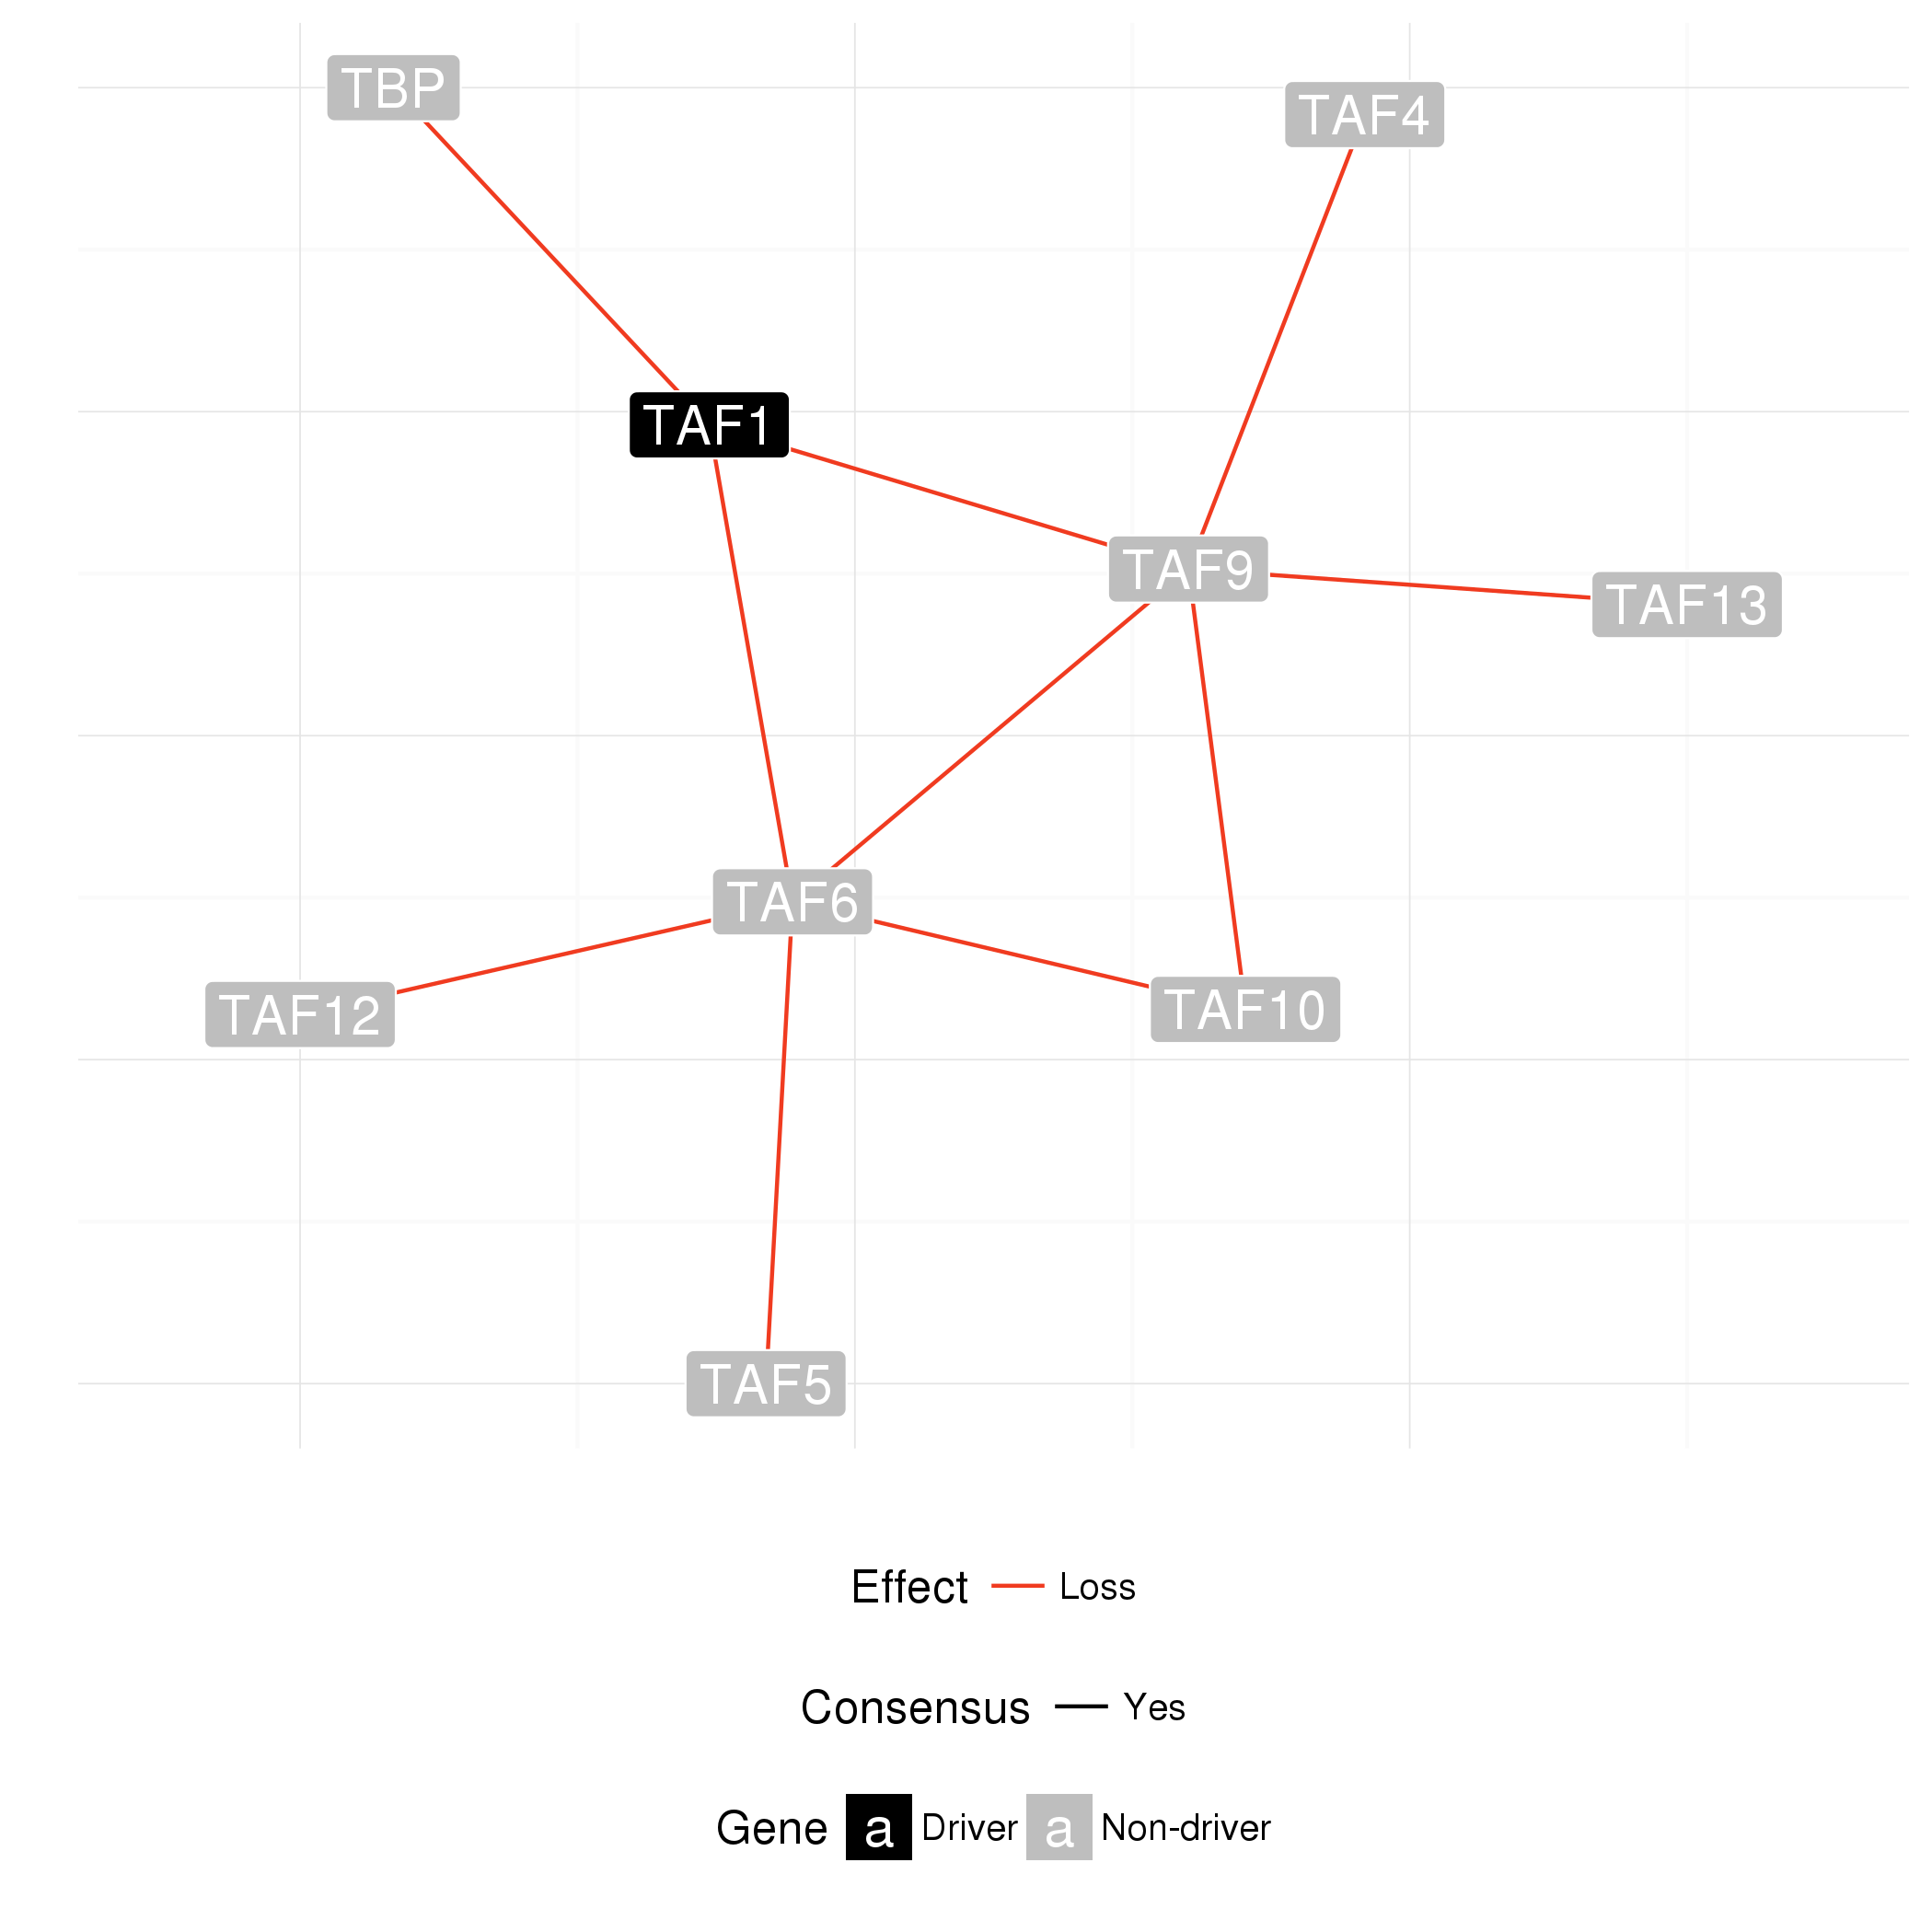 TBP
TAF4
TAF1
TAF9
TAF13
TAF6
TAF12
TAF10
TAF5
Effect Loss
Consensus Yes
Gene a Driver a Non-driver